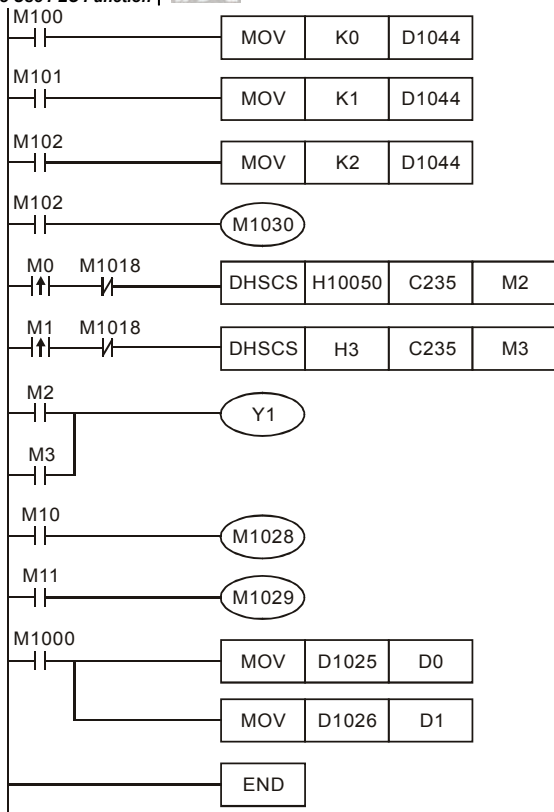 PLC Function |
M100
MOV K0 D1044
M101
MOV K1 D1044
M102
MOV K2 D1044
M102
M1030
M0 M1018
DHSCS H10050 C235 M2
M1 M1018
DHSCS H3 C235 M3
M2
Y1
M3
M10
M1028
M11
M1029
M1000
MOV D1025 D0
MOV D1026 D1
END